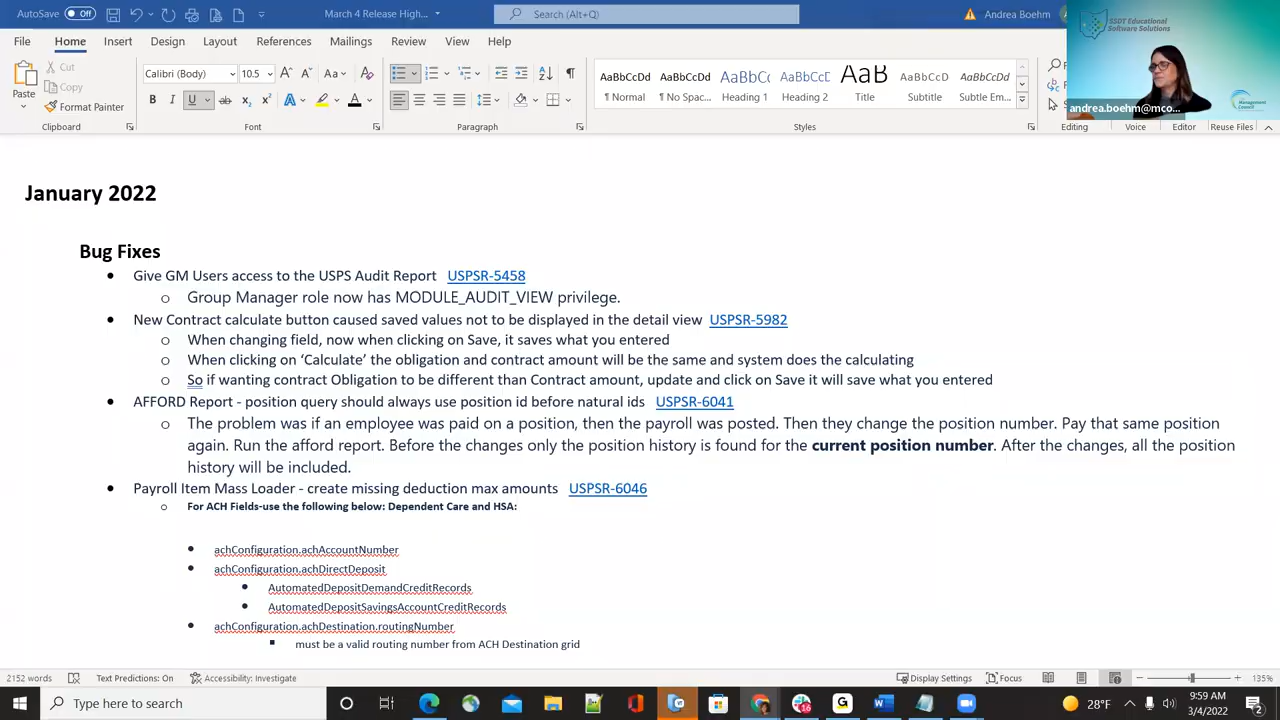 AutoSave Off March 4 Release High... Search (Alt+Q) Andrea Boehm
File Home Insert Design Layout References Mailings Review View Help
Paste Cut Copy Format Painter
Calibri (Body) 10.5
AaBbCcDd AaBbCcDd AaBbCc AaBbCcC AaB AaBbCcD AaBbCcDd
¶ Normal ¶ No Spac... Heading 1 Heading 2 Title Subtitle Subtle Em...
Clipboard Font Paragraph Styles Editing Voice Editor Reuse Files
SSDT Educational
Software Solutions
Management
Council
andrea.boehm@mco...
January 2022
Bug Fixes
• Give GM Users access to the USPS Audit Report USPSR-5458
o Group Manager role now has MODULE_AUDIT_VIEW privilege.
• New Contract calculate button caused saved values not to be displayed in the detail view USPSR-5982
o When changing field, now when clicking on Save, it saves what you entered
o When clicking on ‘Calculate’ the obligation and contract amount will be the same and system does the calculating
o So if wanting contract Obligation to be different than Contract amount, update and click on Save it will save what you entered
• AFFORD Report - position query should always use position id before natural ids USPSR-6041
o The problem was if an employee was paid on a position, then the payroll was posted. Then they change the position number. Pay that same position
again. Run the afford report. Before the changes only the position history is found for the current position number. After the changes, all the position
history will be included.
• Payroll Item Mass Loader - create missing deduction max amounts USPSR-6046
o For ACH Fields-use the following below: Dependent Care and HSA:
• achConfiguration.achAccountNumber
• achConfiguration.achDirectDeposit
• AutomatedDepositDemandCreditRecords
• AutomatedDepositSavingsAccountCreditRecords
• achConfiguration.achDestination.routingNumber
▪ must be a valid routing number from ACH Destination grid
2152 words Text Predictions: On Accessibility: Investigate Display Settings Focus 135%
Type here to search 28°F 9:59 AM
3/4/2022